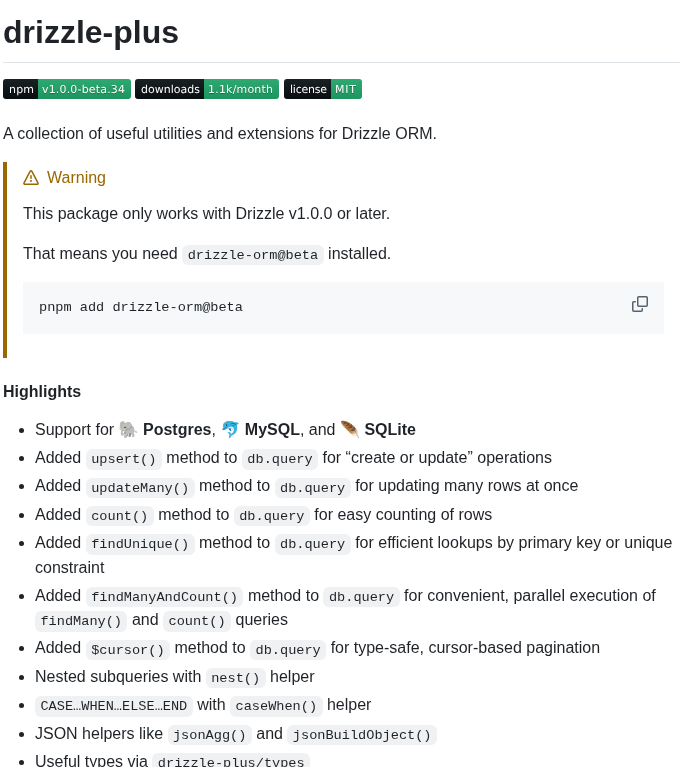 drizzle-plus
npm v1.0.0-beta.34 downloads 1.1k/month license MIT
A collection of useful utilities and extensions for Drizzle ORM.
Warning
This package only works with Drizzle v1.0.0 or later.
That means you need drizzle-orm@beta installed.
pnpm add drizzle-orm@beta
Highlights
• Support for 🐘 Postgres, 🐬 MySQL, and 🪶 SQLite
• Added upsert() method to db.query for “create or update” operations
• Added updateMany() method to db.query for updating many rows at once
• Added count() method to db.query for easy counting of rows
• Added findUnique() method to db.query for efficient lookups by primary key or unique
constraint
• Added findManyAndCount() method to db.query for convenient, parallel execution of
findMany() and count() queries
• Added $cursor() method to db.query for type-safe, cursor-based pagination
• Nested subqueries with nest() helper
• CASE…WHEN…ELSE…END with caseWhen() helper
• JSON helpers like jsonAgg() and jsonBuildObject()
• Useful types via drizzle-plus/types